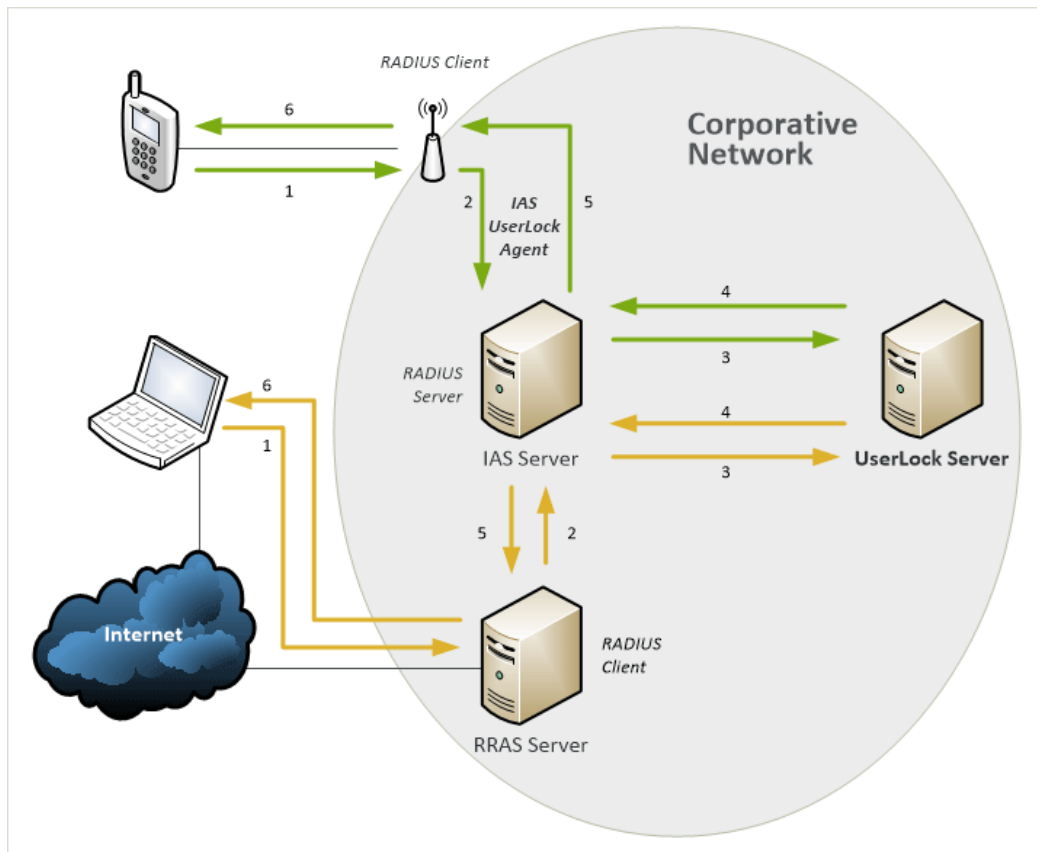 RADIUS Client
6
1
2
IAS
UserLock
Agent
5
Corporative
Network
4
3
RADIUS
Server
IAS Server
4
3
UserLock Server
6
1
5
2
Internet
RADIUS
Client
RRAS Server